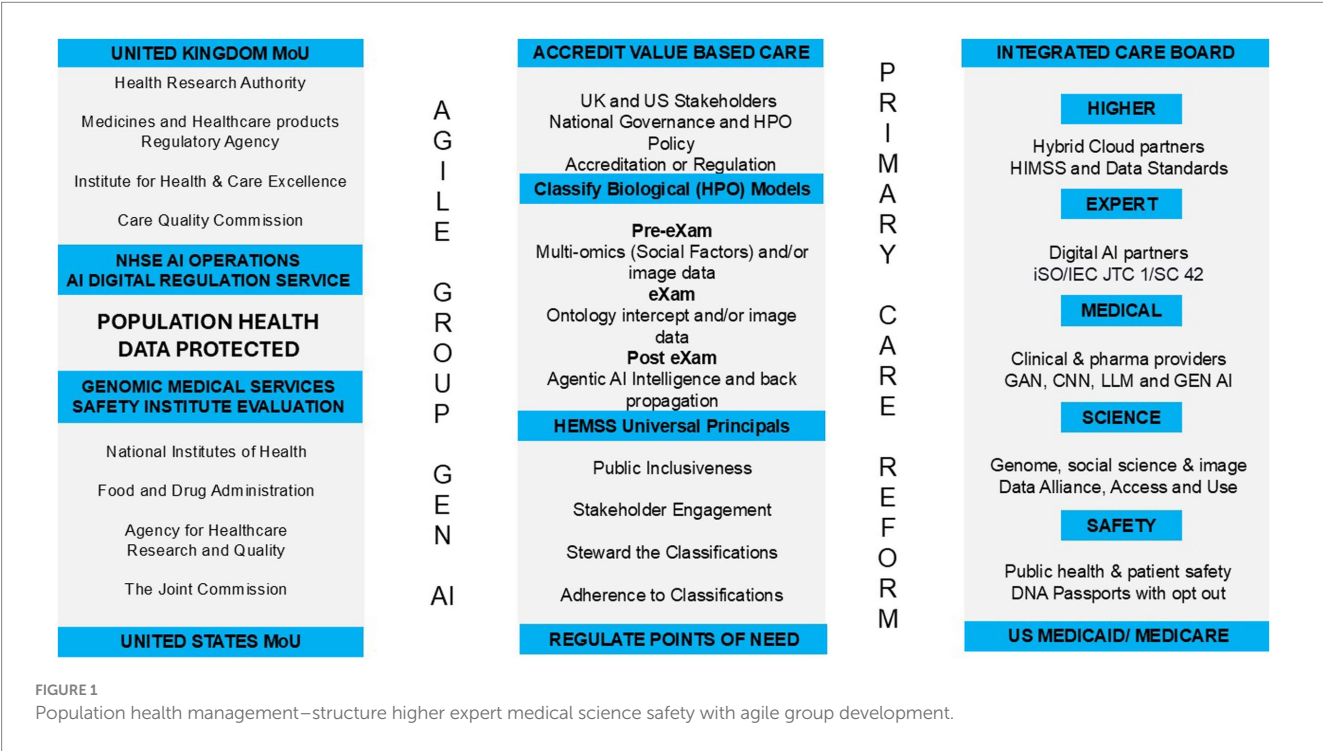 UNITED KINGDOM MoU
Health Research Authority
Medicines and Healthcare products
Regulatory Agency
Institute for Health & Care Excellence
Care Quality Commission
NHSE AI OPERATIONS
AI DIGITAL REGULATION SERVICE
POPULATION HEALTH
DATA PROTECTED
GENOMIC MEDICAL SERVICES
SAFETY INSTITUTE EVALUATION
National Institutes of Health
Food and Drug Administration
Agency for Healthcare
Research and Quality
The Joint Commission
UNITED STATES MoU
AGILE GROUP GEN AI
ACCREDIT VALUE BASED CARE
UK and US Stakeholders
National Governance and HPO
Policy
Accreditation or Regulation
Classify Biological (HPO) Models
Pre-eXam
Multi-omics (Social Factors) and/or
image data
eXam
Ontology intercept and/or image
data
Post eXam
Agentic AI Intelligence and back
propagation
HEMSS Universal Principals
Public Inclusiveness
Stakeholder Engagement
Steward the Classifications
Adherence to Classifications
REGULATE POINTS OF NEED
PRIMARY CARE REFORM
INTEGRATED CARE BOARD
HIGHER
Hybrid Cloud partners
HIMSS and Data Standards
EXPERT
Digital AI partners
iSO/IEC JTC 1/SC 42
MEDICAL
Clinical & pharma providers
GAN, CNN, LLM and GEN AI
SCIENCE
Genome, social science & image
Data Alliance, Access and Use
SAFETY
Public health & patient safety
DNA Passports with opt out
US MEDICAID/ MEDICARE
FIGURE 1
Population health management–structure higher expert medical science safety with agile group development.